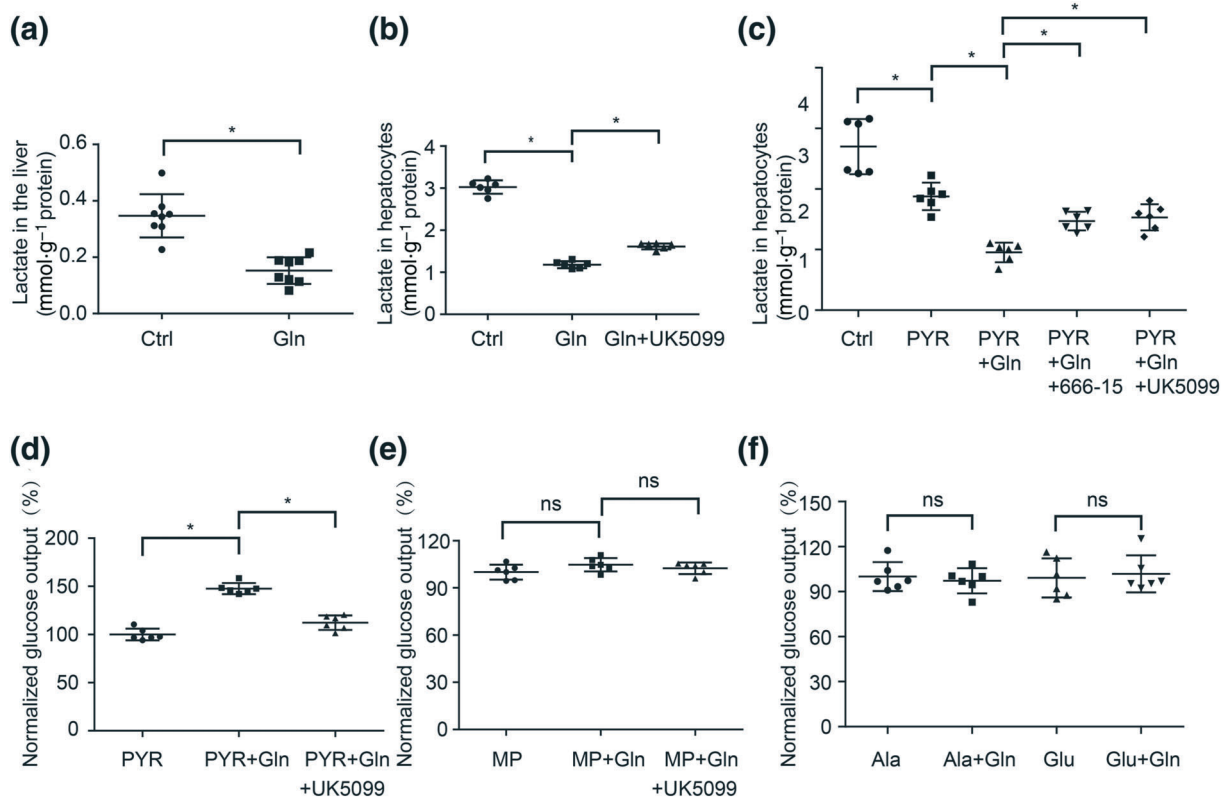 (a)
Lactate in the liver
(mmol·g⁻¹ protein)
0.6
0.4
0.2
0.0
*
Ctrl
Gln
(b)
Lactate in hepatocytes
(mmol·g⁻¹ protein)
4
3
2
1
0
*
*
Ctrl
Gln
Gln+UK5099
(c)
Lactate in hepatocytes
(mmol·g⁻¹ protein)
4
3
2
1
0
*
*
*
*
Ctrl
PYR
PYR
+Gln
PYR
+Gln
+666-15
PYR
+Gln
+UK5099
(d)
Normalized glucose output (%)
200
150
100
50
0
*
*
PYR
PYR+Gln
PYR+Gln
+UK5099
(e)
Normalized glucose output (%)
120
90
60
30
0
ns
ns
MP
MP+Gln
MP+Gln
+UK5099
(f)
Normalized glucose output (%)
150
120
90
60
30
0
ns
ns
Ala
Ala+Gln
Glu
Glu+Gln